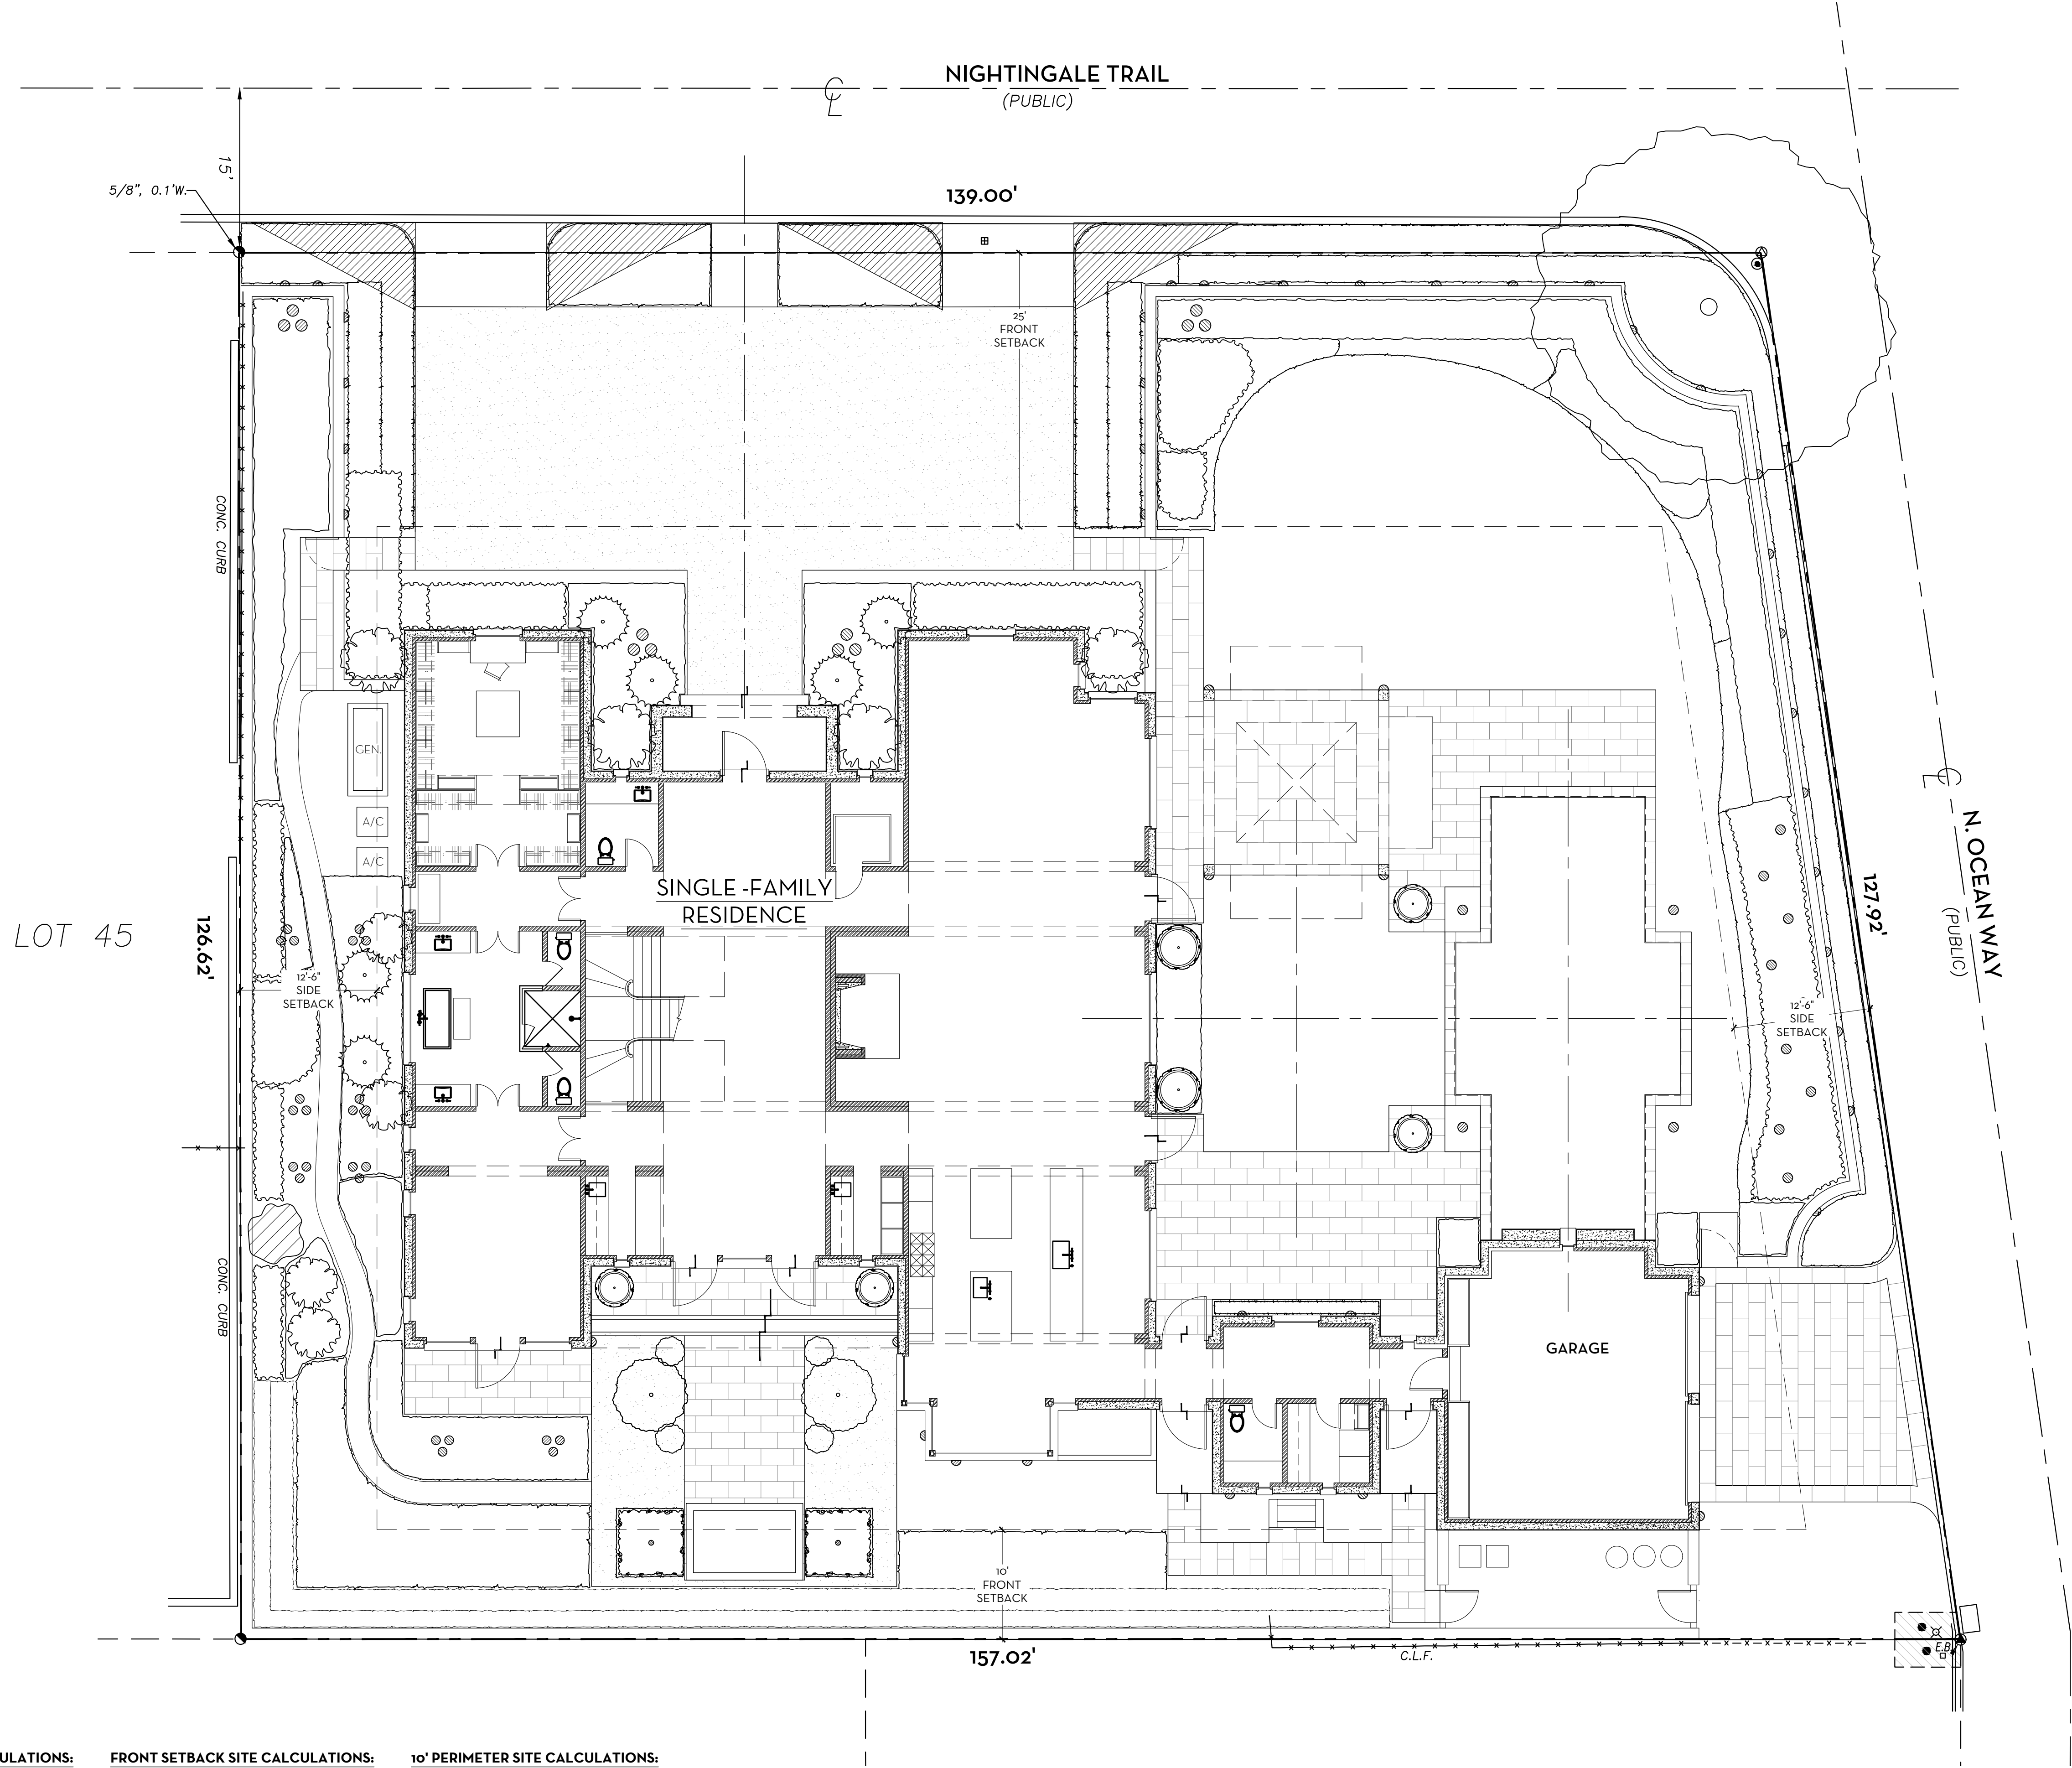 NIGHTINGALE TRAIL
(PUBLIC)
15'
5/8", 0.1'W.
139.00'
25'
FRONT
SETBACK
CONC. CURB
GEN.
A/C
A/C
SINGLE -FAMILY
RESIDENCE
LOT 45
126.62'
12'-6"
SIDE
SETBACK
N. OCEAN WAY
(PUBLIC)
127.92'
12'-6"
SIDE
SETBACK
CONC. CURB
GARAGE
10'
FRONT
SETBACK
157.02'
C.L.F.
E.B.
ULATIONS:
FRONT SETBACK SITE CALCULATIONS:
10' PERIMETER SITE CALCULATIONS: